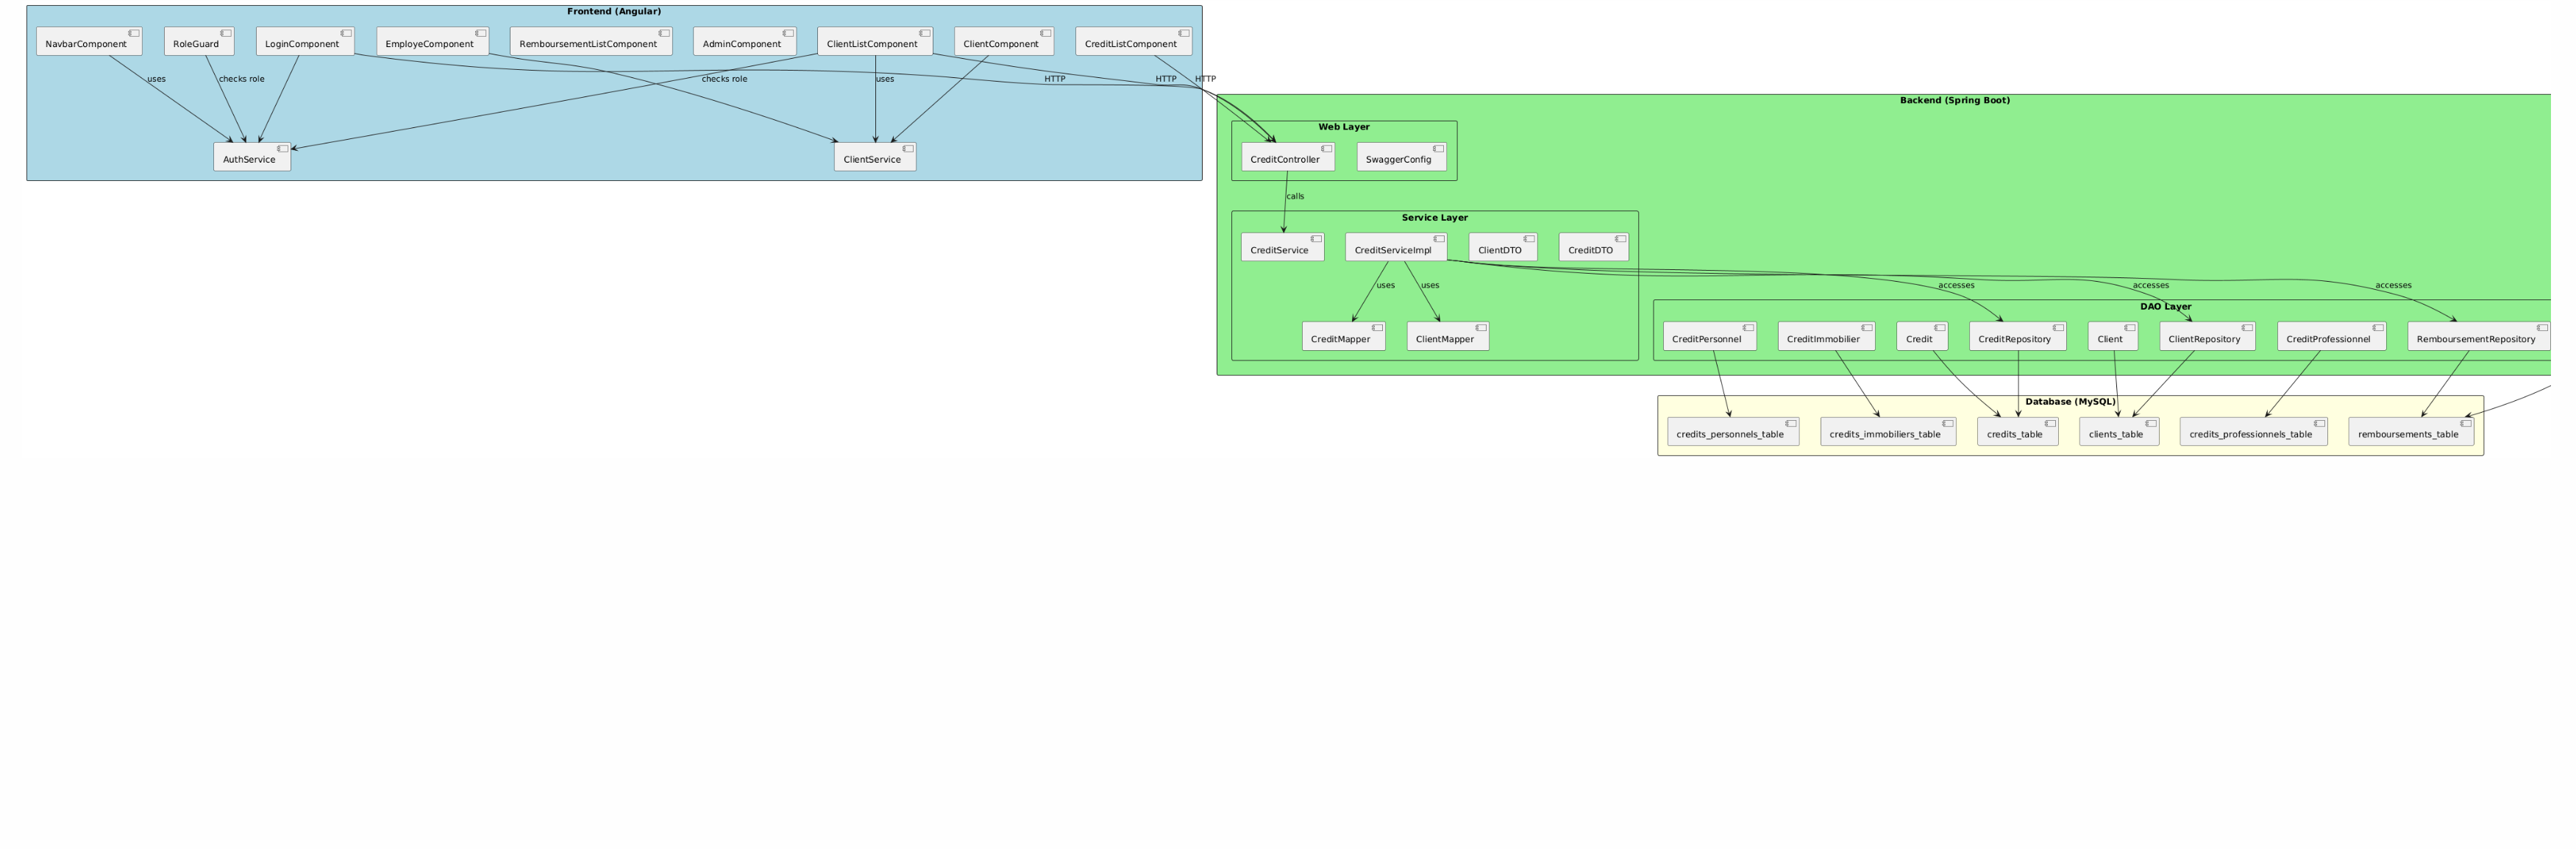 Frontend (Angular)
NavbarComponent
RoleGuard
LoginComponent
EmployeComponent
RemboursementListComponent
AdminComponent
ClientListComponent
ClientComponent
CreditListComponent
uses
checks role
checks role
uses
HTTP
HTTP
HTTP
AuthService
ClientService
Backend (Spring Boot)
Web Layer
CreditController
SwaggerConfig
calls
Service Layer
CreditService
CreditServiceImpl
ClientDTO
CreditDTO
uses
uses
accesses
accesses
accesses
CreditMapper
ClientMapper
DAO Layer
CreditPersonnel
CreditImmobilier
Credit
CreditRepository
Client
ClientRepository
CreditProfessionnel
RemboursementRepository
Database (MySQL)
credits_personnels_table
credits_immobiliers_table
credits_table
clients_table
credits_professionnels_table
remboursements_table